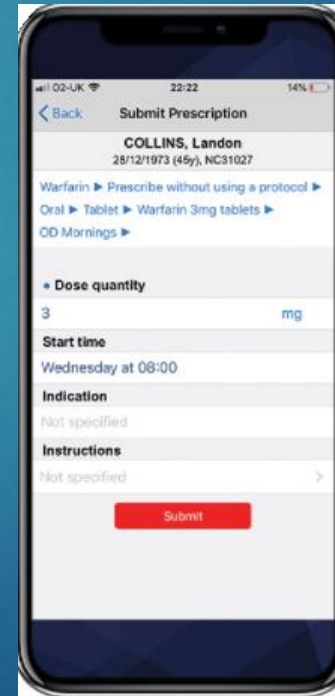 O2-UK 22:22 14%
Back Submit Prescription
COLLINS, Landon
28/12/1973 (45y), NC31027
Warfarin ▶ Prescribe without using a protocol ▶
Oral ▶ Tablet ▶ Warfarin 3mg tablets ▶
OD Mornings ▶
• Dose quantity
3 mg
Start time
Wednesday at 08:00
Indication
Not specified
Instructions
Not specified
Submit